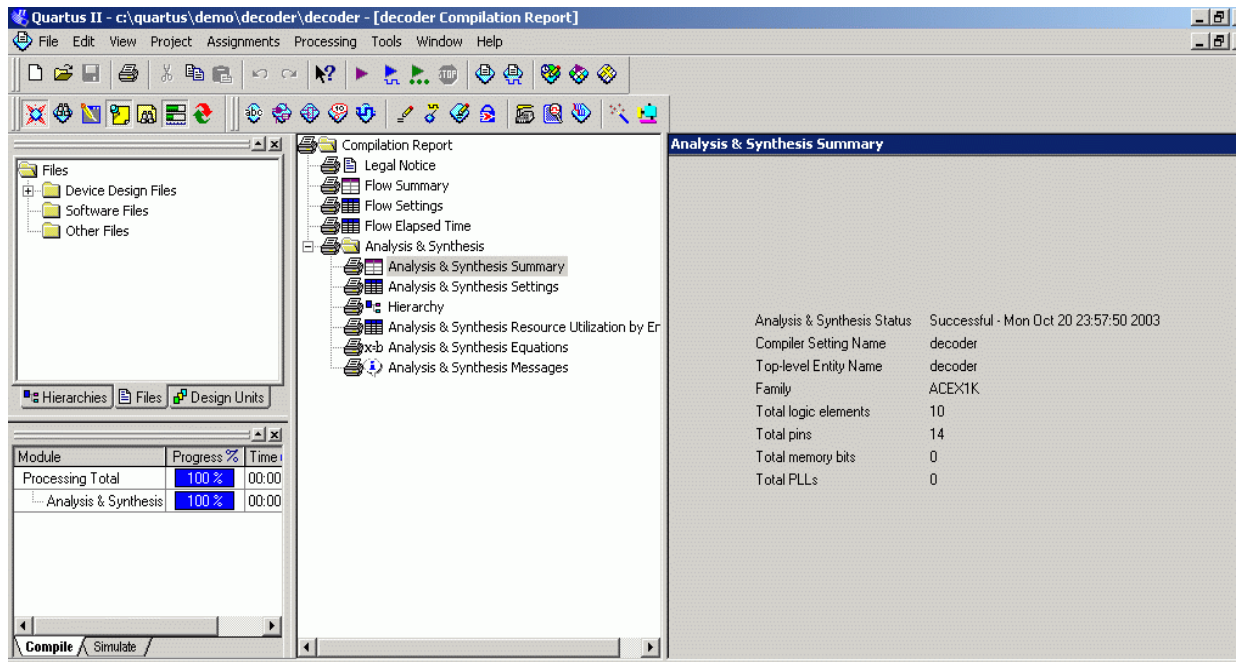 Quartus II - c:\quartus\demo\decoder\decoder - [decoder Compilation Report]
File Edit View Project Assignments Processing Tools Window Help
Files
Device Design Files
Software Files
Other Files
Hierarchies Files Design Units
Module Progress % Time
Processing Total 100 % 00:00
Analysis & Synthesis 100 % 00:00
Compile Simulate
Compilation Report
Legal Notice
Flow Summary
Flow Settings
Flow Elapsed Time
Analysis & Synthesis
Analysis & Synthesis Summary
Analysis & Synthesis Settings
Hierarchy
Analysis & Synthesis Resource Utilization by Er
Analysis & Synthesis Equations
Analysis & Synthesis Messages
Analysis & Synthesis Summary
Analysis & Synthesis Status Successful - Mon Oct 20 23:57:50 2003
Compiler Setting Name decoder
Top-level Entity Name decoder
Family ACEX1K
Total logic elements 10
Total pins 14
Total memory bits 0
Total PLLs 0